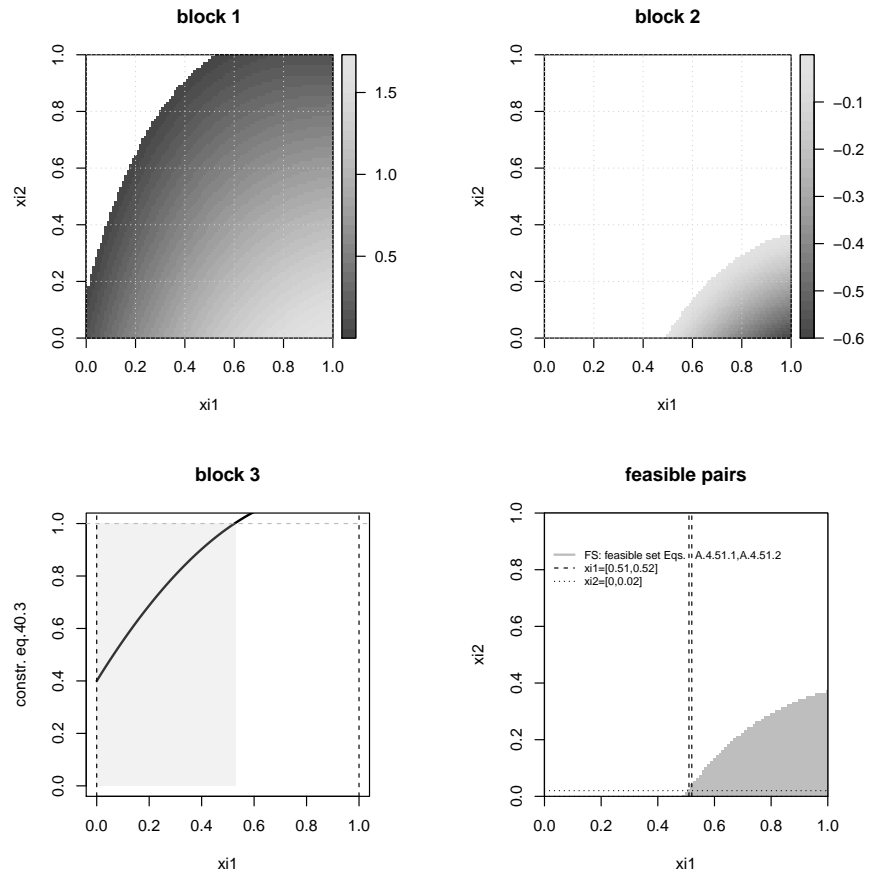 block 1
1.0
0.8
0.6
0.4
0.2
0.0
xi2
0.0 0.2 0.4 0.6 0.8 1.0
xi1
1.5
1.0
0.5
block 2
1.0
0.8
0.6
0.4
0.2
0.0
xi2
0.0 0.2 0.4 0.6 0.8 1.0
xi1
−0.1
−0.2
−0.3
−0.4
−0.5
−0.6
block 3
1.0
0.8
0.6
0.4
0.2
0.0
constr. eq.40.3
0.0 0.2 0.4 0.6 0.8 1.0
xi1
feasible pairs
1.0
0.8
0.6
0.4
0.2
0.0
xi2
FS: feasible set Eqs. A.4.51.1,A.4.51.2
xi1=[0.51,0.52]
xi2=[0,0.02]
0.0 0.2 0.4 0.6 0.8 1.0
xi1